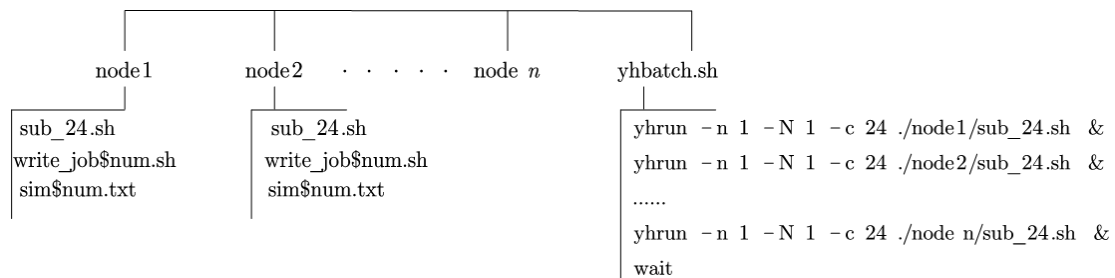 node1 node2 · · · · · node n yhbatch.sh
sub_24.sh
write_job$num.sh
sim$num.txt
sub_24.sh
write_job$num.sh
sim$num.txt
yhrun -n 1 -N 1 -c 24 ./node1/sub_24.sh &
yhrun -n 1 -N 1 -c 24 ./node2/sub_24.sh &
......
yhrun -n 1 -N 1 -c 24 ./node n/sub_24.sh &
wait